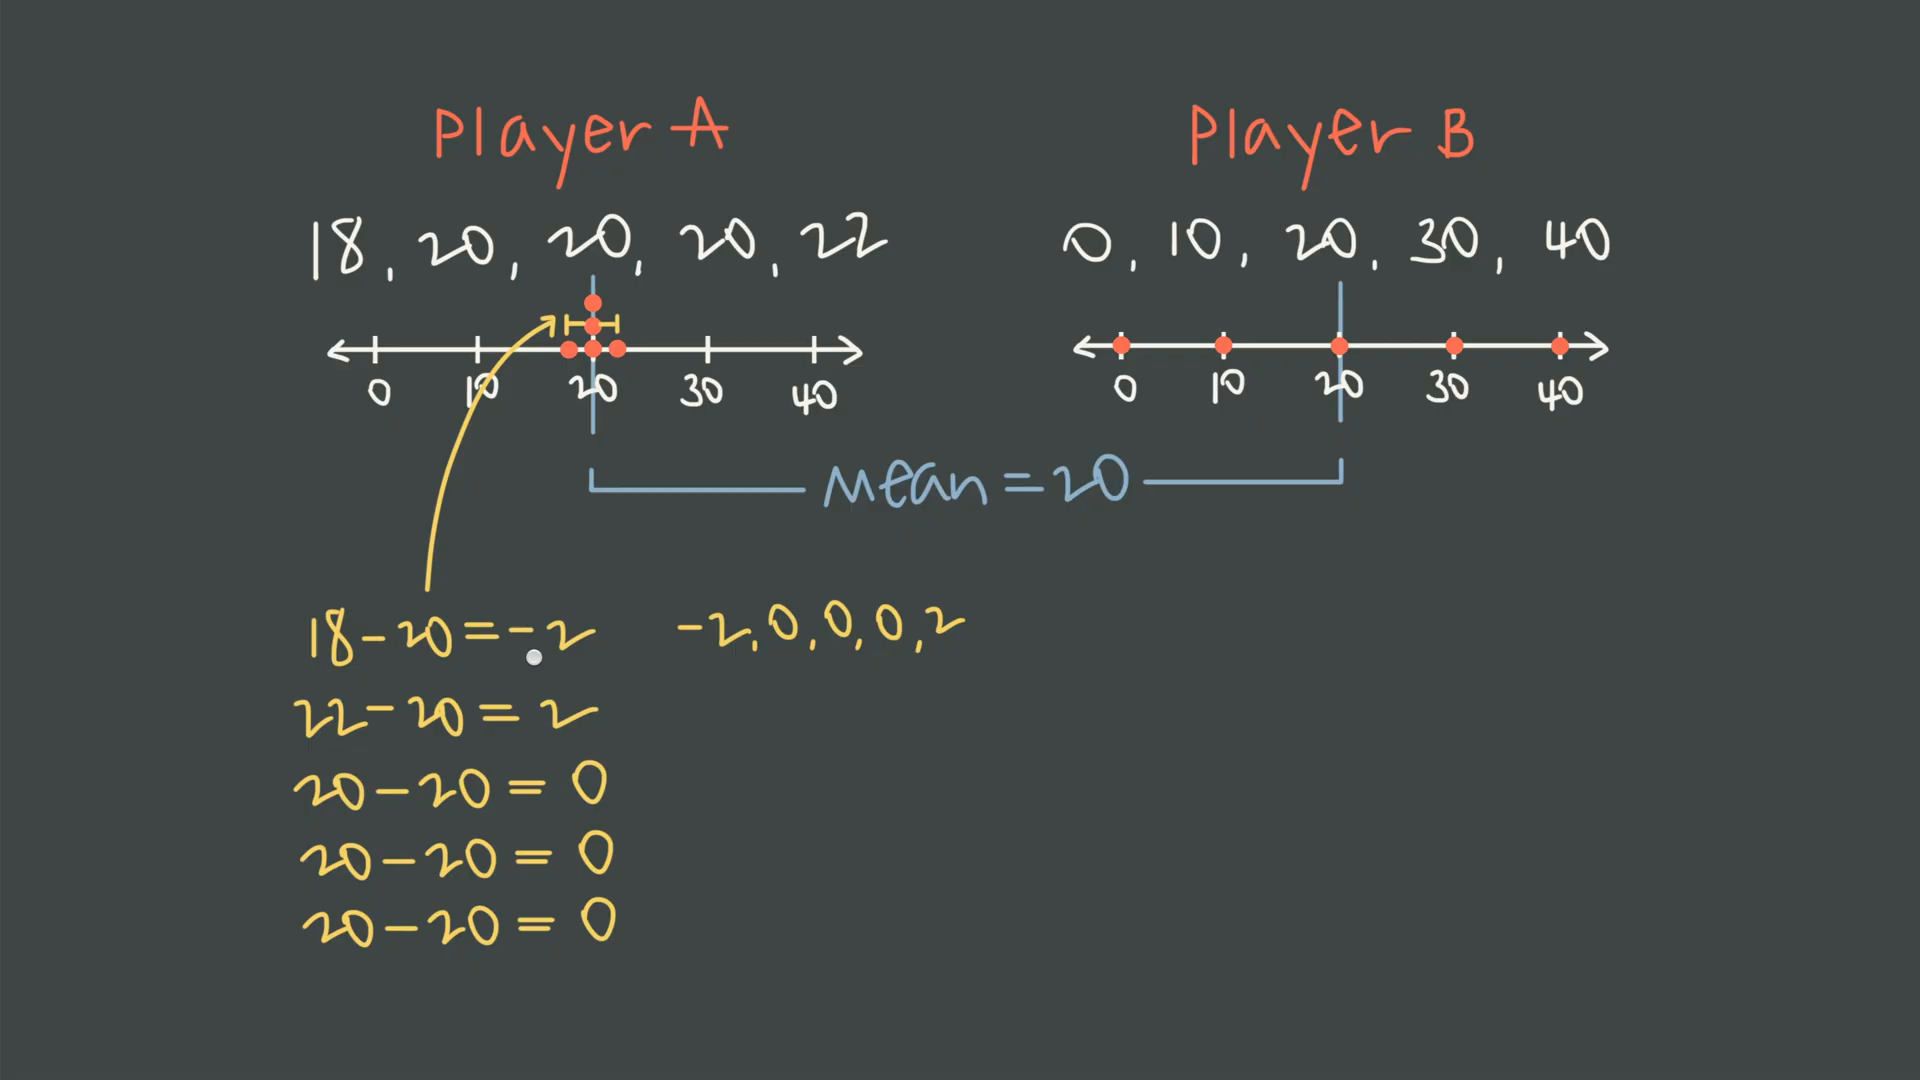 Player A
Player B
18, 20, 20, 20, 22
0, 10, 20, 30, 40
0 10 20 30 40
0 10 20 30 40
Mean = 20
18 - 20 = -2
-2, 0, 0, 0, 2
22 - 20 = 2
20 - 20 = 0
20 - 20 = 0
20 - 20 = 0